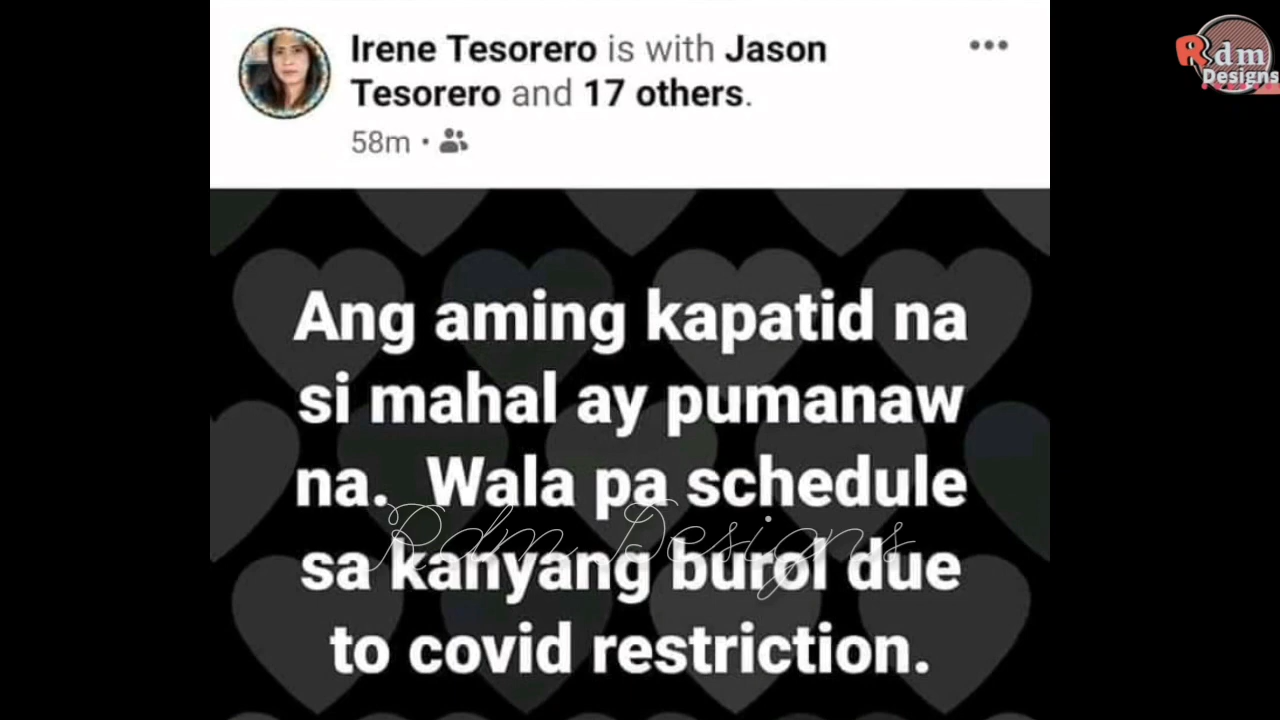 Irene Tesorero is with Jason
Tesorero and 17 others.
58m
Rdm
Designs
Ang aming kapatid na
si mahal ay pumanaw
na. Wala pa schedule
Rdm Designs
sa kanyang burol due
to covid restriction.